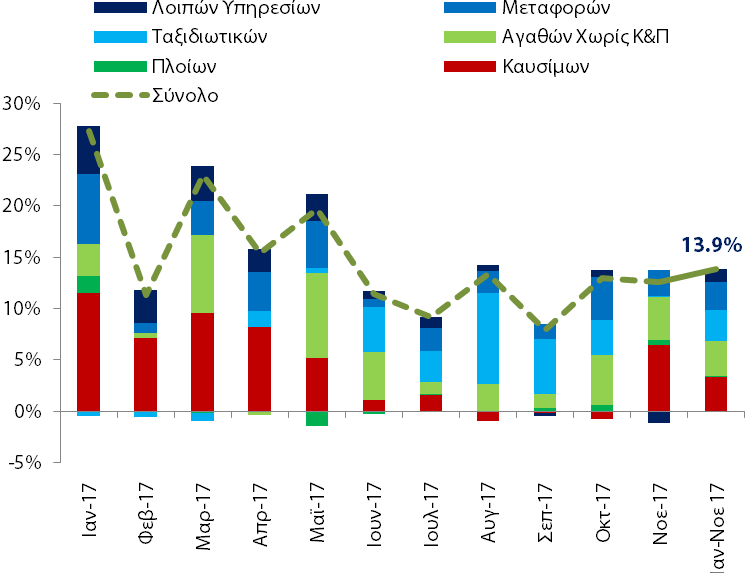 Λοιπών Υπηρεσίων
Μεταφορών
Ταξιδιωτικών
Αγαθών Χωρίς Κ&Π
Πλοίων
Καυσίμων
Σύνολο
30%
25%
20%
15%
10%
5%
0%
-5%
13.9%
Ιαν-17
Φεβ-17
Μαρ-17
Απρ-17
Μαϊ-17
Ιουν-17
Ιουλ-17
Αυγ-17
Σεπ-17
Οκτ-17
Νοε-17
Ιαν-Νοε 17